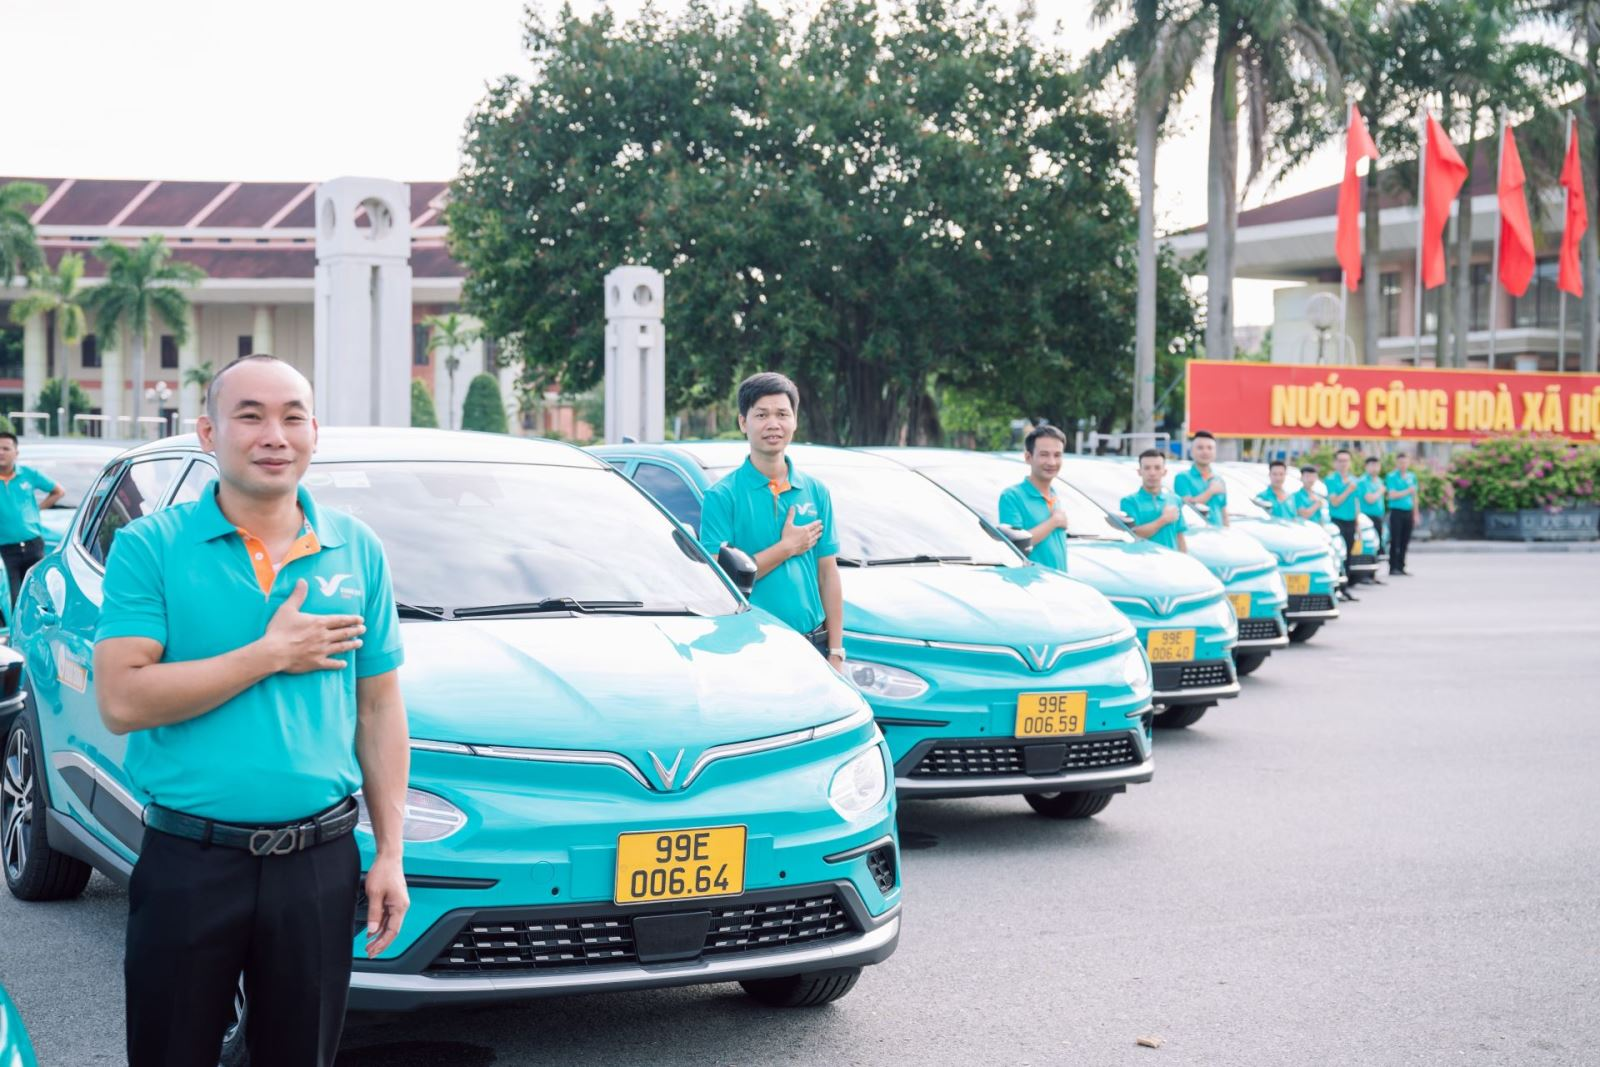 NƯỚC CỘNG HOÀ XÃ HỘ
99E
006.40
99E
006.59
99E
006.64